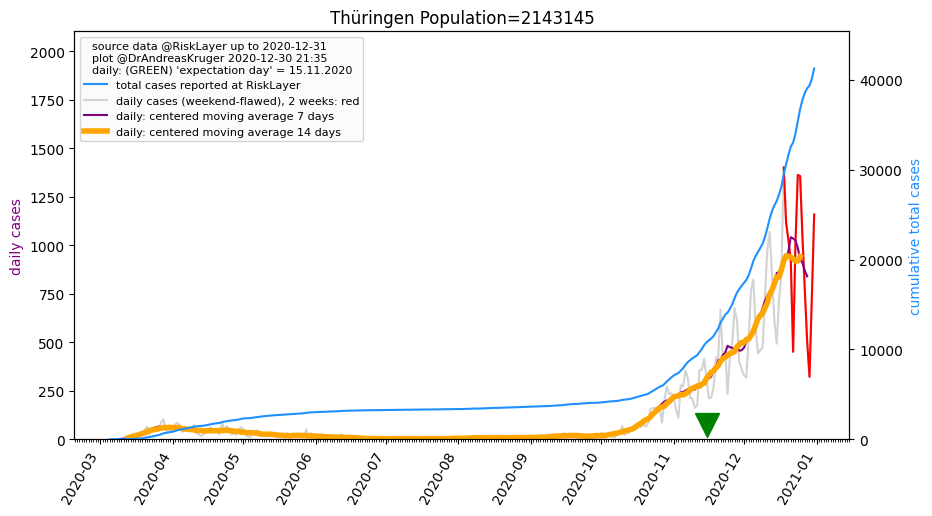 Thüringen Population=2143145
source data @RiskLayer up to 2020-12-31
plot @DrAndreasKruger 2020-12-30 21:35
daily: (GREEN) 'expectation day' = 15.11.2020
total cases reported at RiskLayer
daily cases (weekend-flawed), 2 weeks: red
daily: centered moving average 7 days
daily: centered moving average 14 days
daily cases
2000
1750
1500
1250
1000
750
500
250
0
40000
30000
20000
10000
0
cumulative total cases
2020-03
2020-04
2020-05
2020-06
2020-07
2020-08
2020-09
2020-10
2020-11
2020-12
2021-01